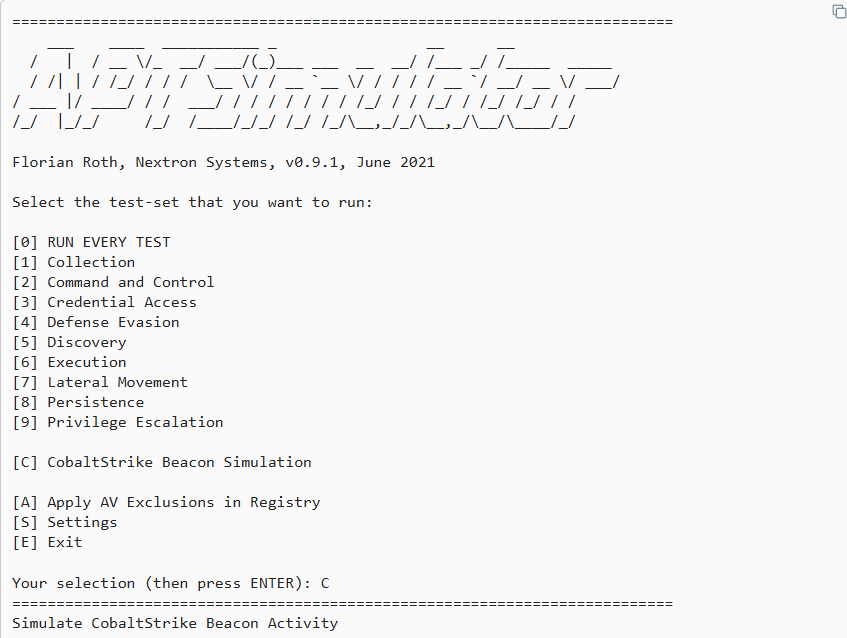 ===========================================================================
    ___    ____  ___________ _                 __      __
  /   |  / __ \/_  __/ ___/(_)___ ___  __  __/ /___ _/ /_____  _____
  / /| | / /_/ / / / /  \__ \/ / __ `__ \/ / / / / __ `/ __/ __ \/ ___/
/ ___ |/ ____/ / /  ___/ / / / / / / / /_/ / / /_/ / /_/ /_/ / /
/_/  |_/_/     /_/  /____/_/_/ /_/ /_/\__,_/_/\__,_/\__/\____/_/
Florian Roth, Nextron Systems, v0.9.1, June 2021
Select the test-set that you want to run:
[0] RUN EVERY TEST
[1] Collection
[2] Command and Control
[3] Credential Access
[4] Defense Evasion
[5] Discovery
[6] Execution
[7] Lateral Movement
[8] Persistence
[9] Privilege Escalation
[C] CobaltStrike Beacon Simulation
[A] Apply AV Exclusions in Registry
[S] Settings
[E] Exit
Your selection (then press ENTER): C
===========================================================================
Simulate CobaltStrike Beacon Activity